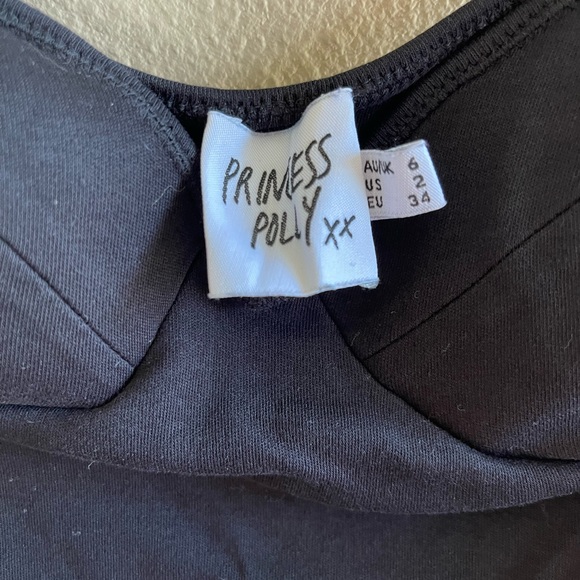 PRINCESS
POLLY xx
AU/UK 6
US 2
EU 34